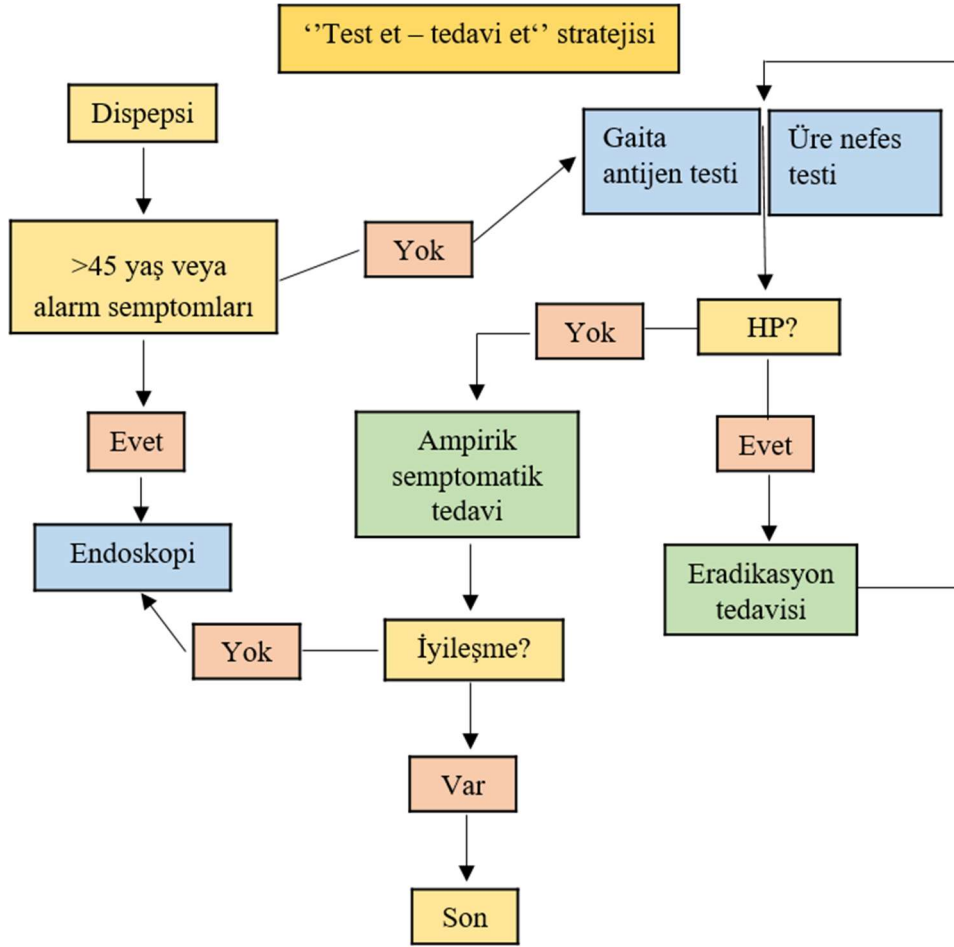 ‘’Test et – tedavi et‘’ stratejisi
Dispepsi
>45 yaş veya
alarm semptomları
Yok
Gaita
antijen testi
Üre nefes
testi
Evet
Endoskopi
HP?
Yok
Evet
Ampirik
semptomatik
tedavi
Eradikasyon
tedavisi
İyileşme?
Yok
Var
Son